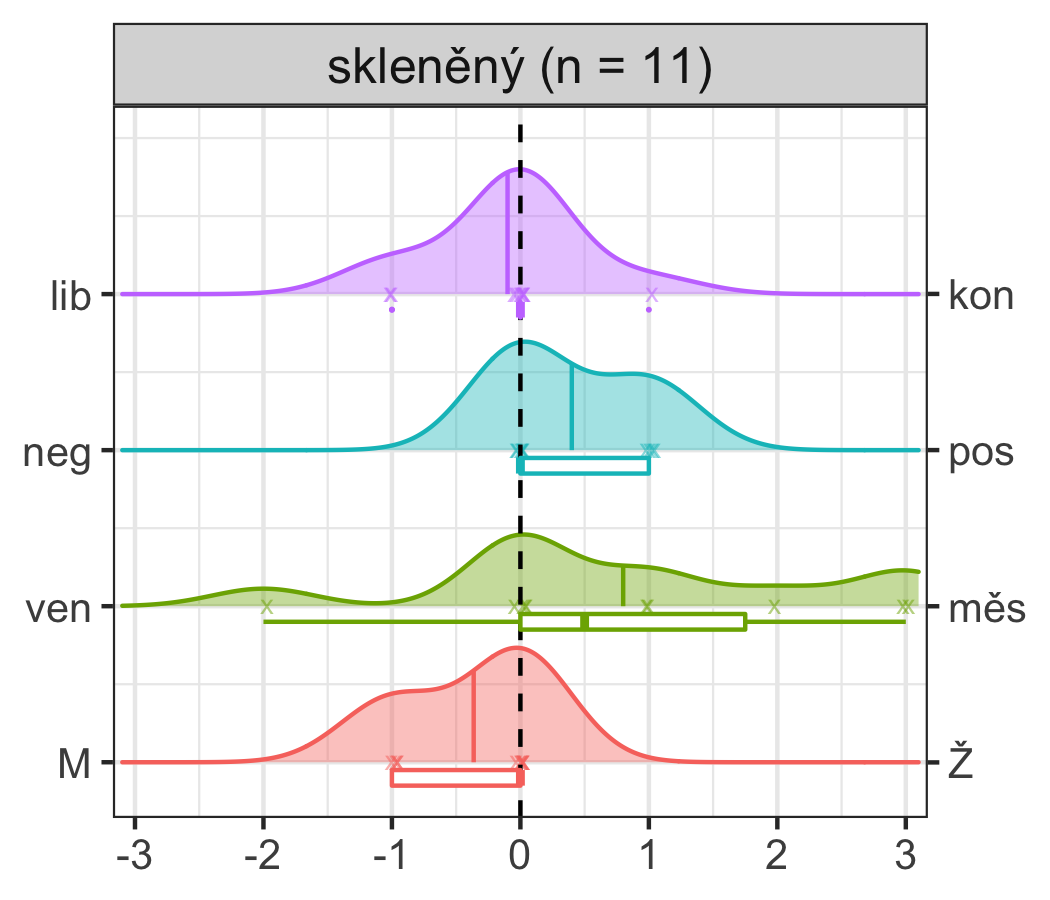 skleněný (n = 11)
lib kon
neg pos
ven měs
M Ž
-3 -2 -1 0 1 2 3